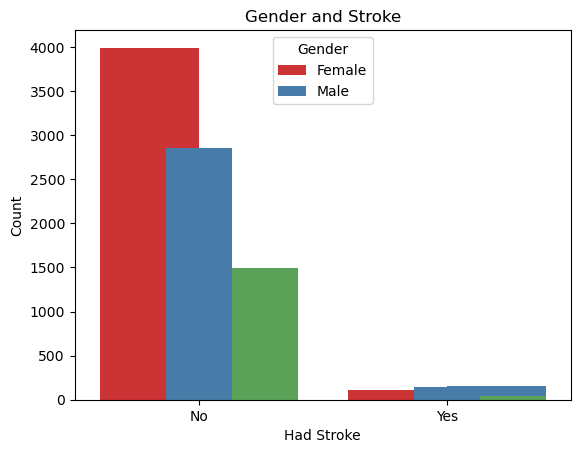 Gender and Stroke
Gender
Female
Male
4000
3500
3000
2500
2000
1500
1000
500
0
Count
No
Yes
Had Stroke